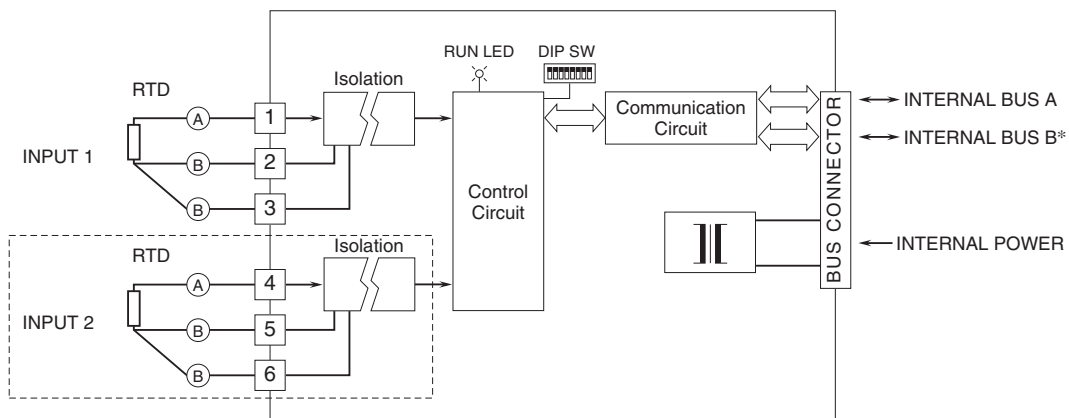 RUN LED
DIP SW
RTD
Isolation
INPUT 1
A
1
B
2
B
3
Control
Circuit
Communication
Circuit
BUS CONNECTOR
INTERNAL BUS A
INTERNAL BUS B*
INTERNAL POWER
RTD
Isolation
INPUT 2
A
4
B
5
B
6